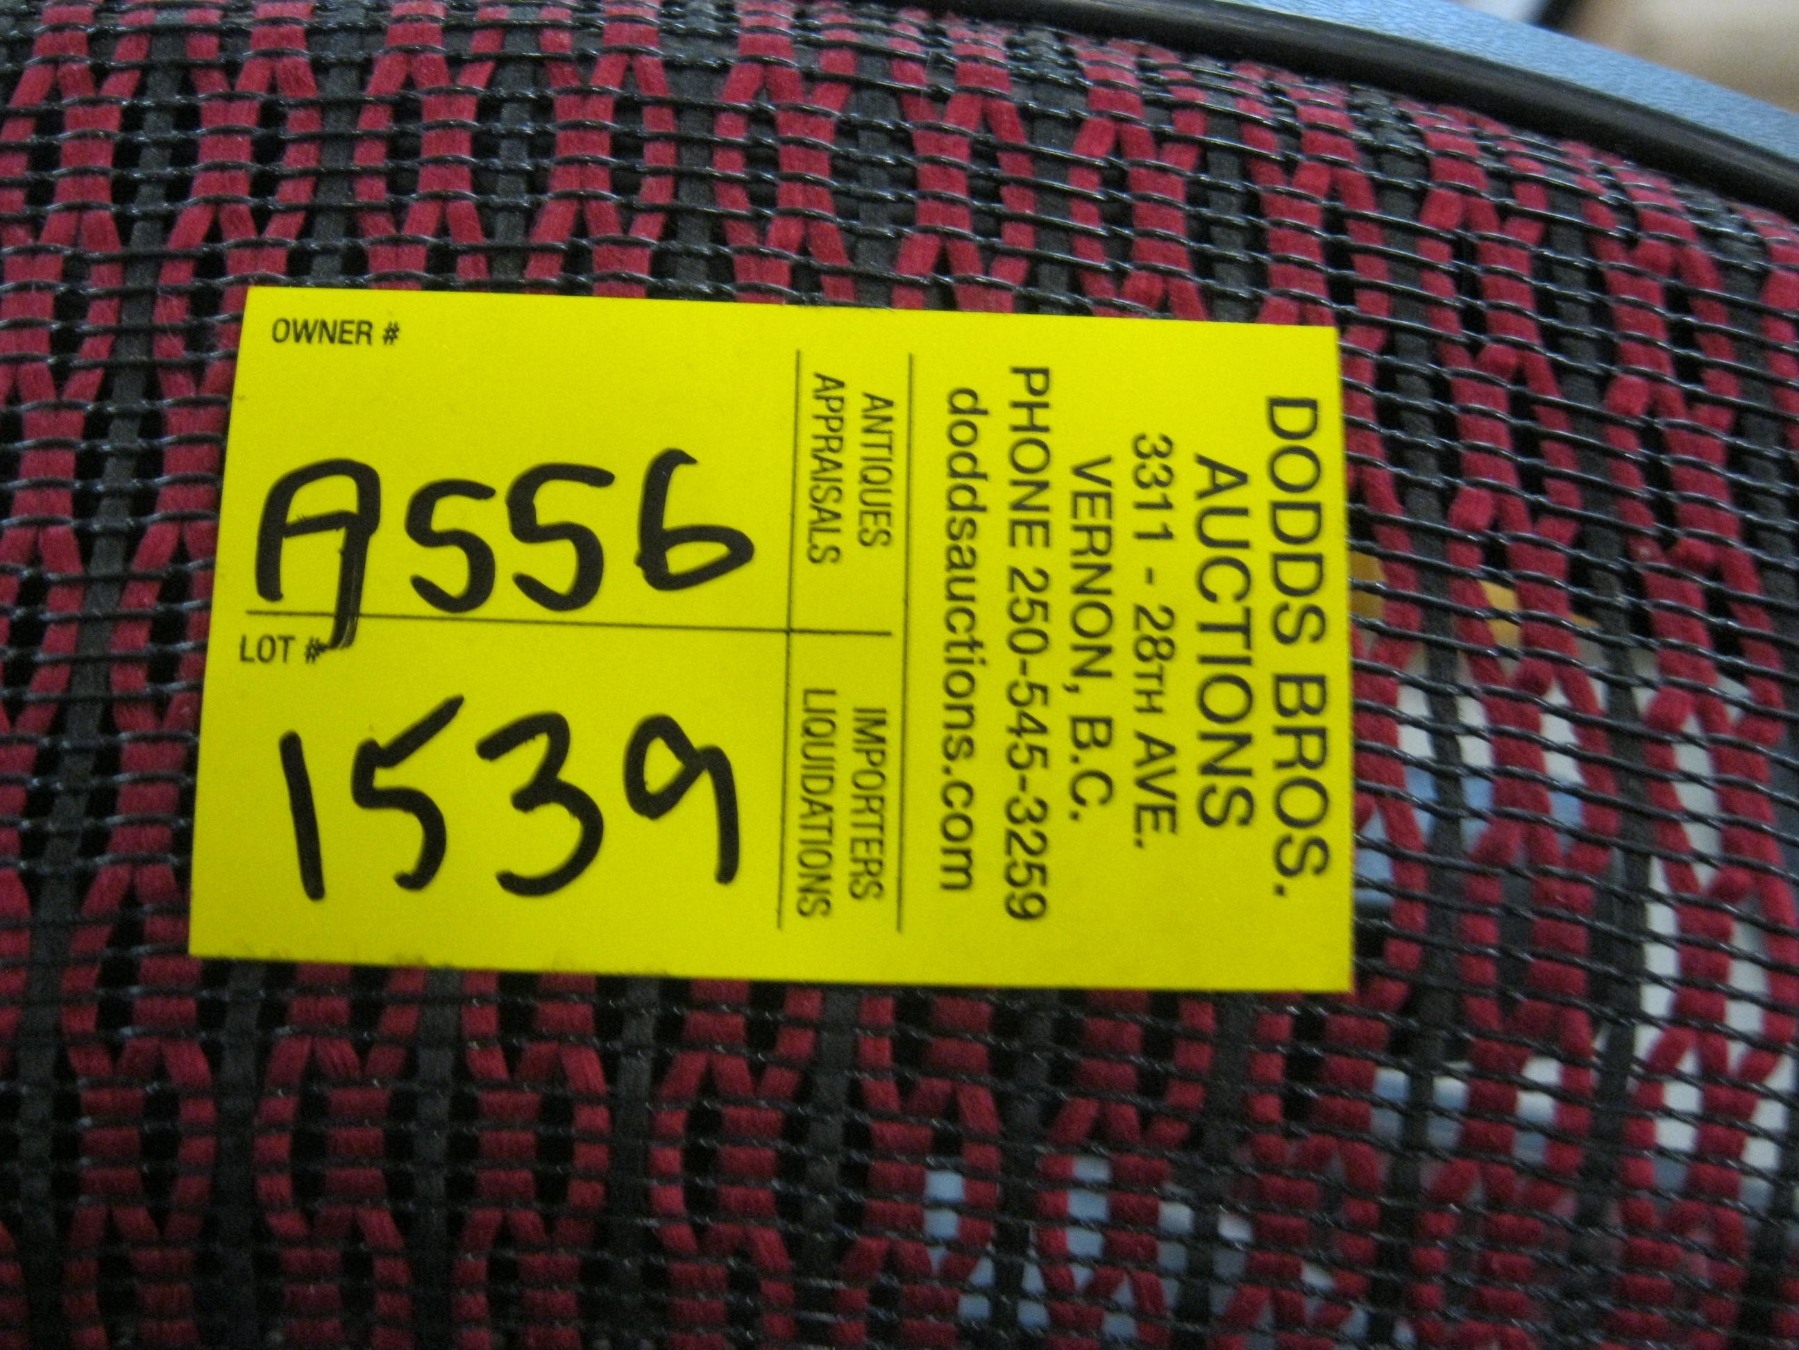 DODDS BROS.
AUCTIONS
3311 - 28TH AVE.
VERNON, B.C.
PHONE 250-545-3259
doddsauctions.com
ANTIQUES
APPRAISALS
IMPORTERS
LIQUIDATIONS
OWNER #
A556
LOT #
1539